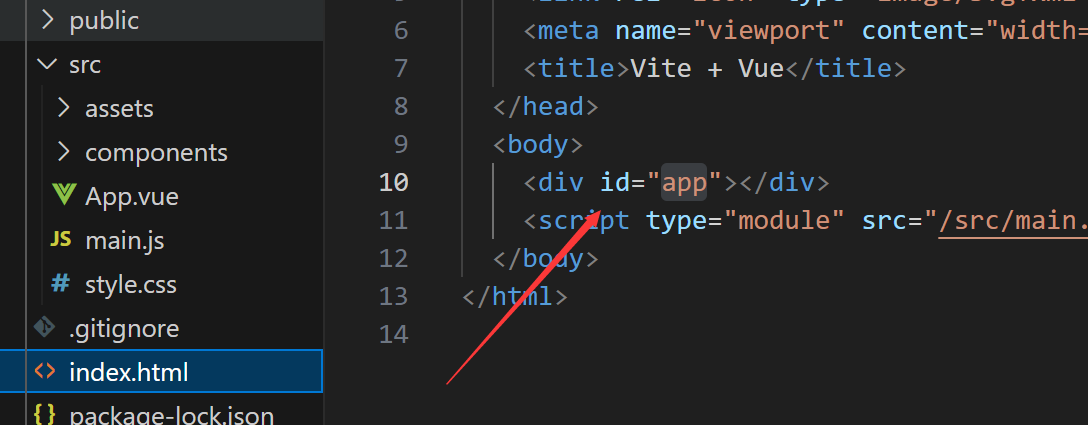 public
src
assets
components
App.vue
JS main.js
# style.css
.gitignore
<> index.html
{} package-lock.json
6 <meta name="viewport" content="width=
7 <title>Vite + Vue</title>
8 </head>
9 <body>
10 <div id="app"></div>
11 <script type="module" src="/src/main.
12 </body>
13 </html>
14